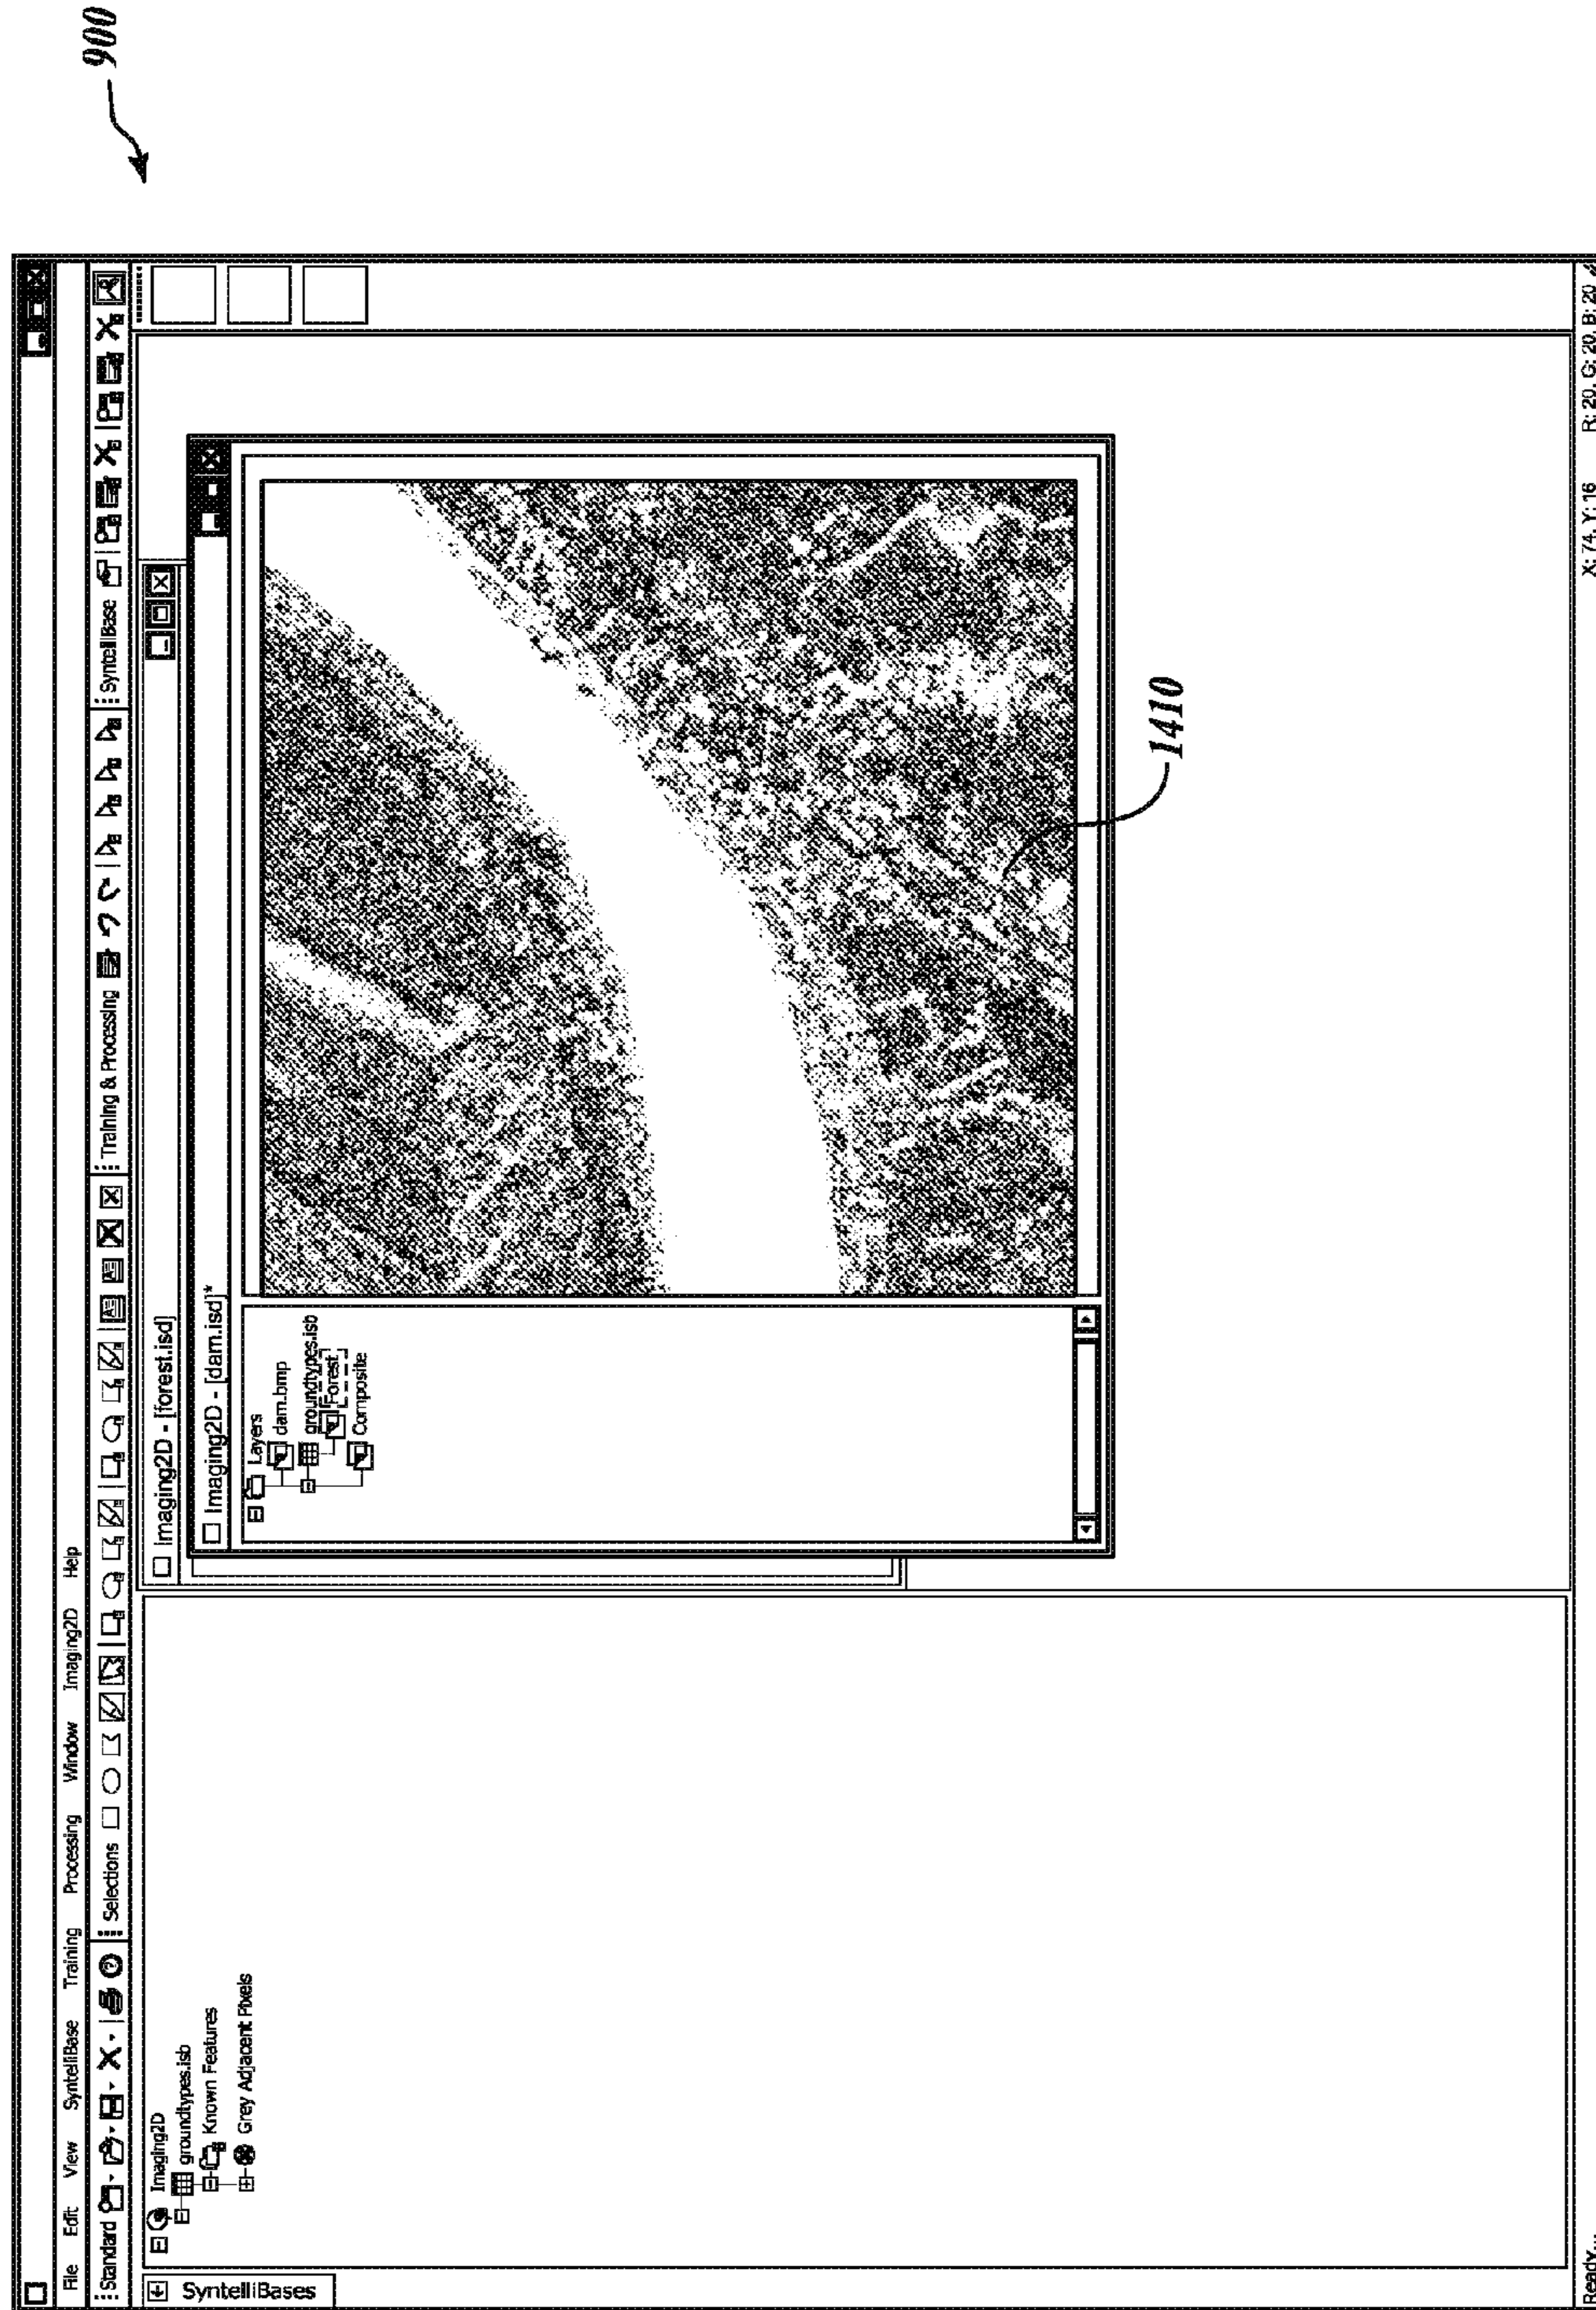 900
File Edit View SyntelliBase Training Processing Window Imaging2D Help
Standard Selections Training & Processing SyntelliBase
SyntelliBases
Imaging2D
groundtypes.isb
Known Features
Grey Adjacent Pixels
Imaging2D - [forest.isd]
Imaging2D - [dam.isd]*
Layers
dam.bmp
groundtypes.isb
Forest
Composite
1410
Ready... X: 74, Y: 16 R: 20, G: 20, B: 20